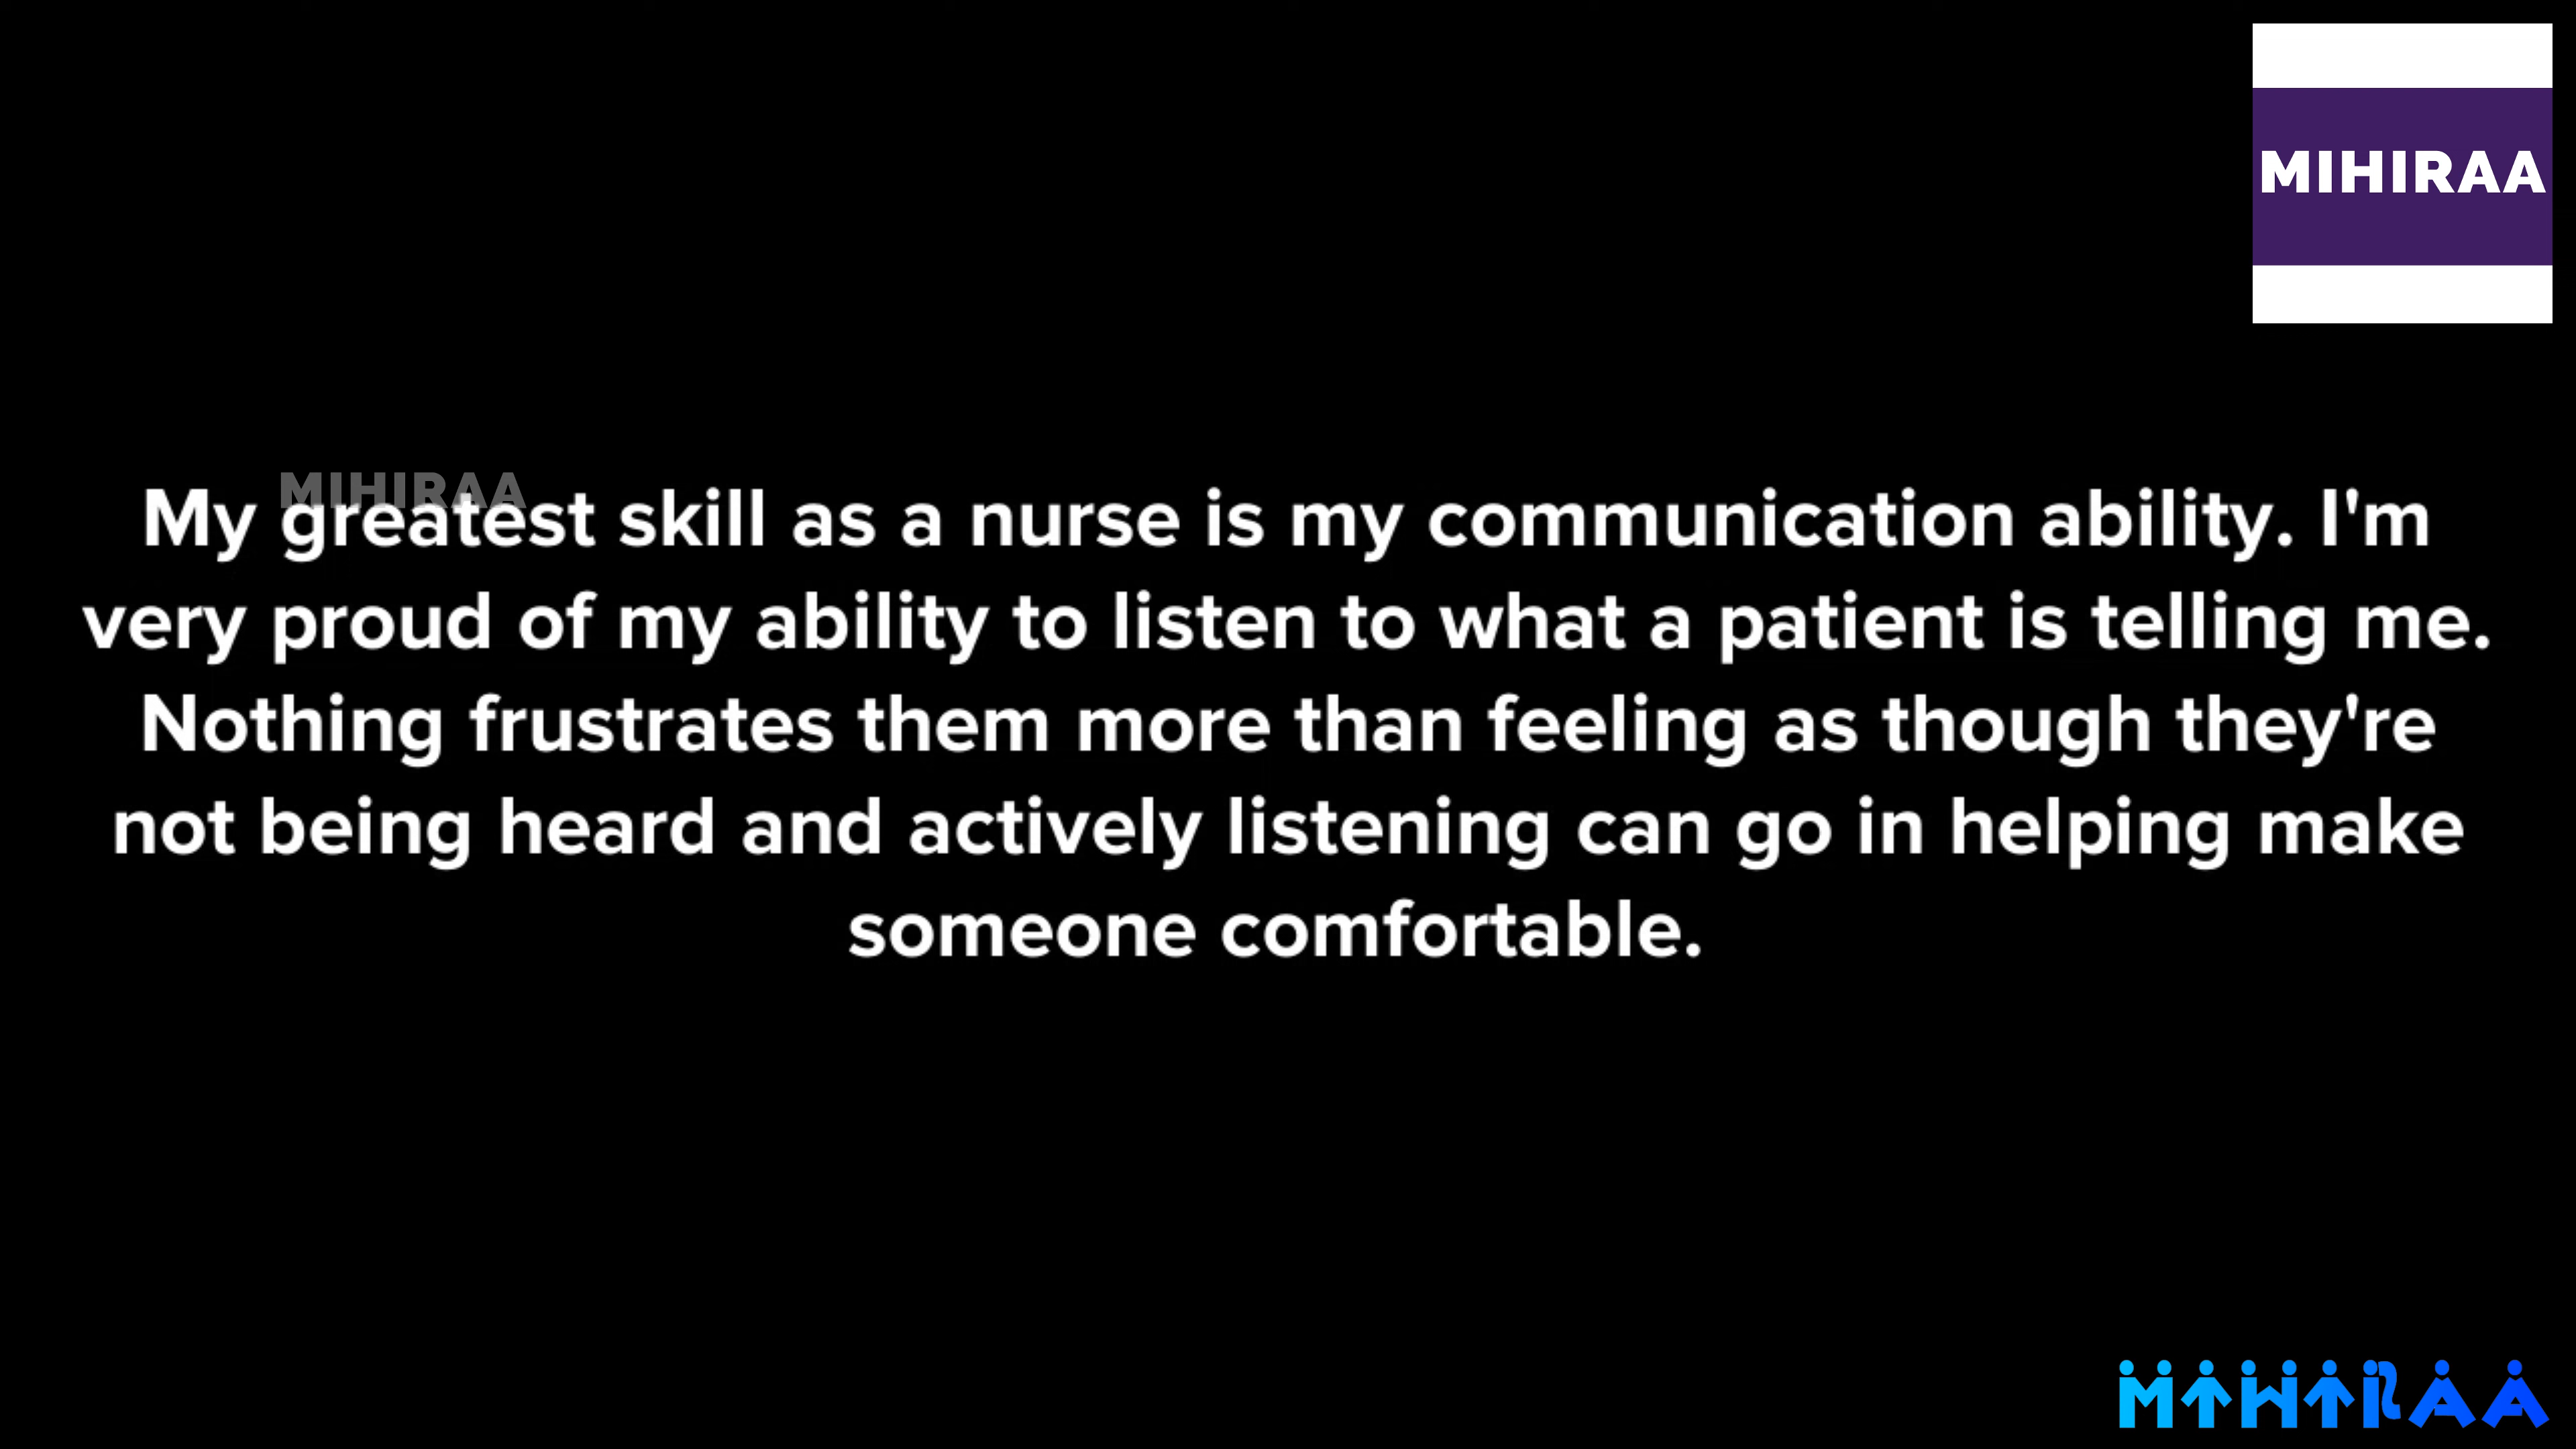 MIHIRAA
MIHIRAA
My greatest skill as a nurse is my communication ability. I'm
very proud of my ability to listen to what a patient is telling me.
Nothing frustrates them more than feeling as though they're
not being heard and actively listening can go in helping make
someone comfortable.
MIHIRAA